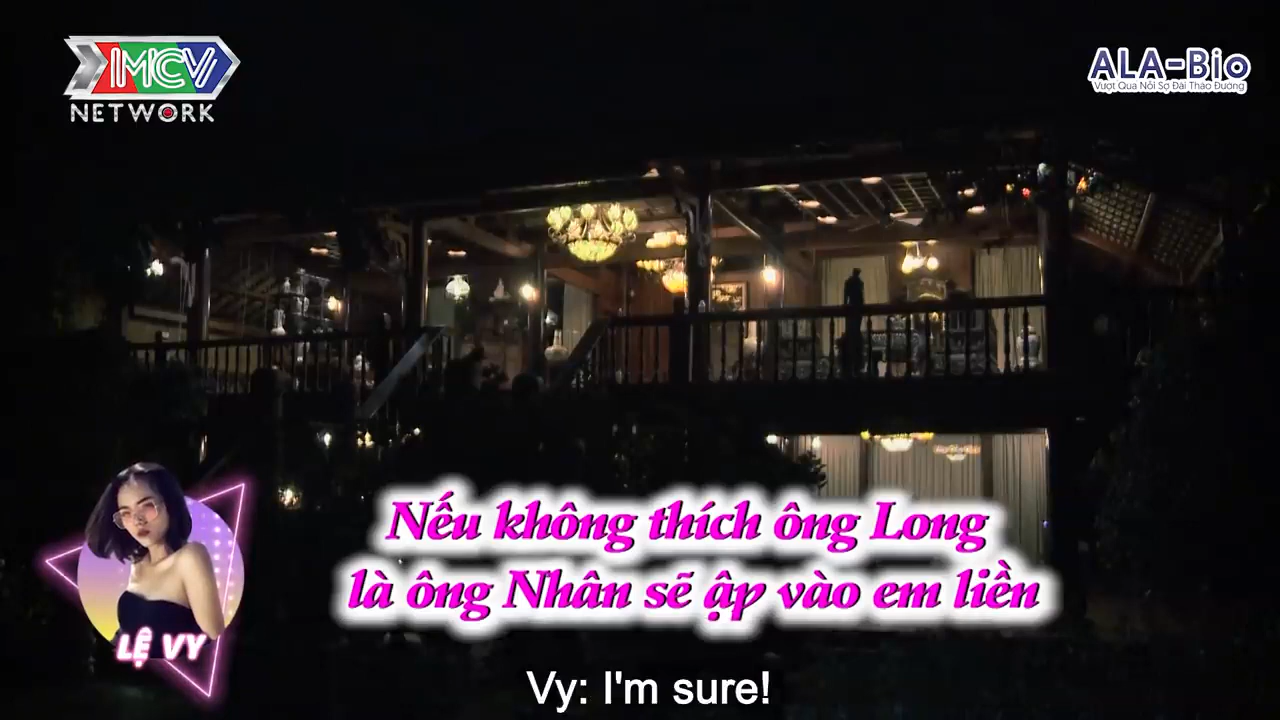 MCV
NETWORK
ALA-Bio
Vượt Qua Nỗi Sợ Đái Tháo Đường
Nếu không thích ông Long
là ông Nhân sẽ ập vào em liền
LỆ VY
Vy: I'm sure!